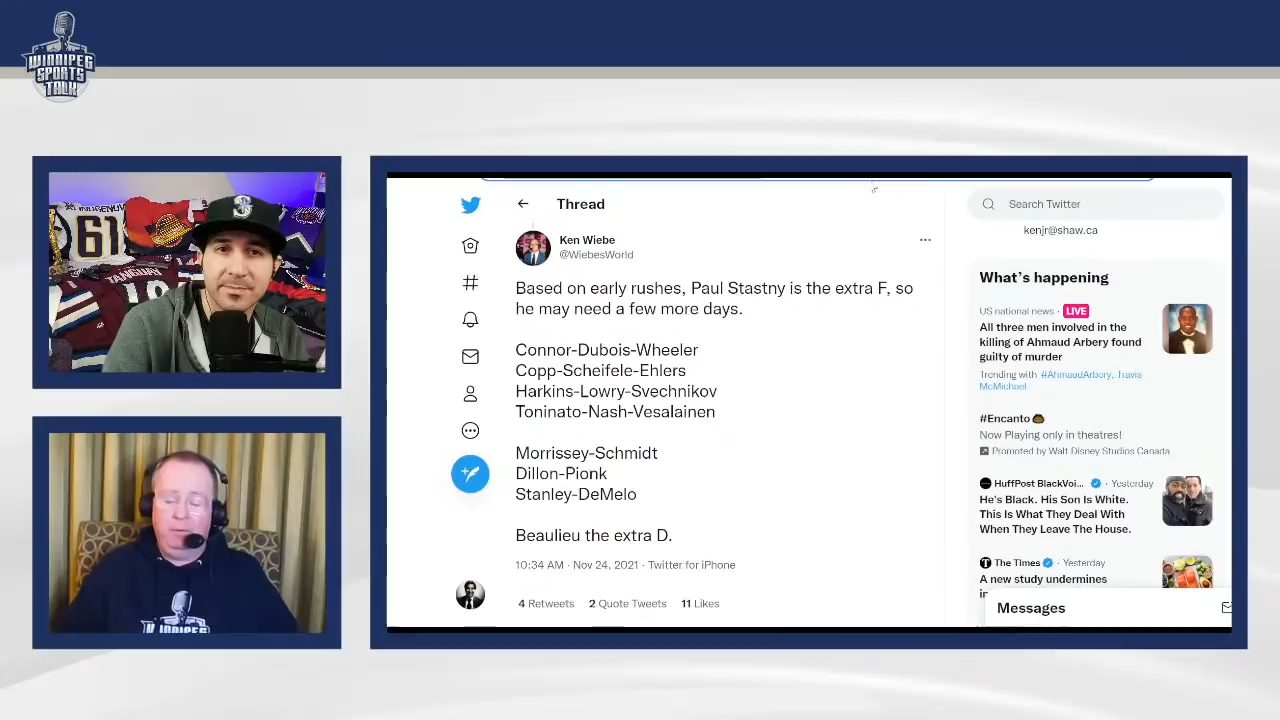 WINNIPEG
SPORTS
TALK
61
S
Thread
Ken Wiebe
@WiebesWorld
Based on early rushes, Paul Stastny is the extra F, so
he may need a few more days.
Connor-Dubois-Wheeler
Copp-Scheifele-Ehlers
Harkins-Lowry-Svechnikov
Toninato-Nash-Vesalainen
Morrissey-Schmidt
Dillon-Pionk
Stanley-DeMelo
Beaulieu the extra D.
10:34 AM · Nov 24, 2021 · Twitter for iPhone
4 Retweets 2 Quote Tweets 11 Likes
Search Twitter
kenjr@shaw.ca
What's happening
US national news · LIVE
All three men involved in the
killing of Ahmaud Arbery found
guilty of murder
Trending with #AhmaudArbery, Travis
McMichael
#Encanto
Now Playing only in theatres!
Promoted by Walt Disney Studios Canada
HuffPost BlackVoi... · Yesterday
He's Black. His Son Is White.
This Is What They Deal With
When They Leave The House.
The Times · Yesterday
A new study undermines
Messages